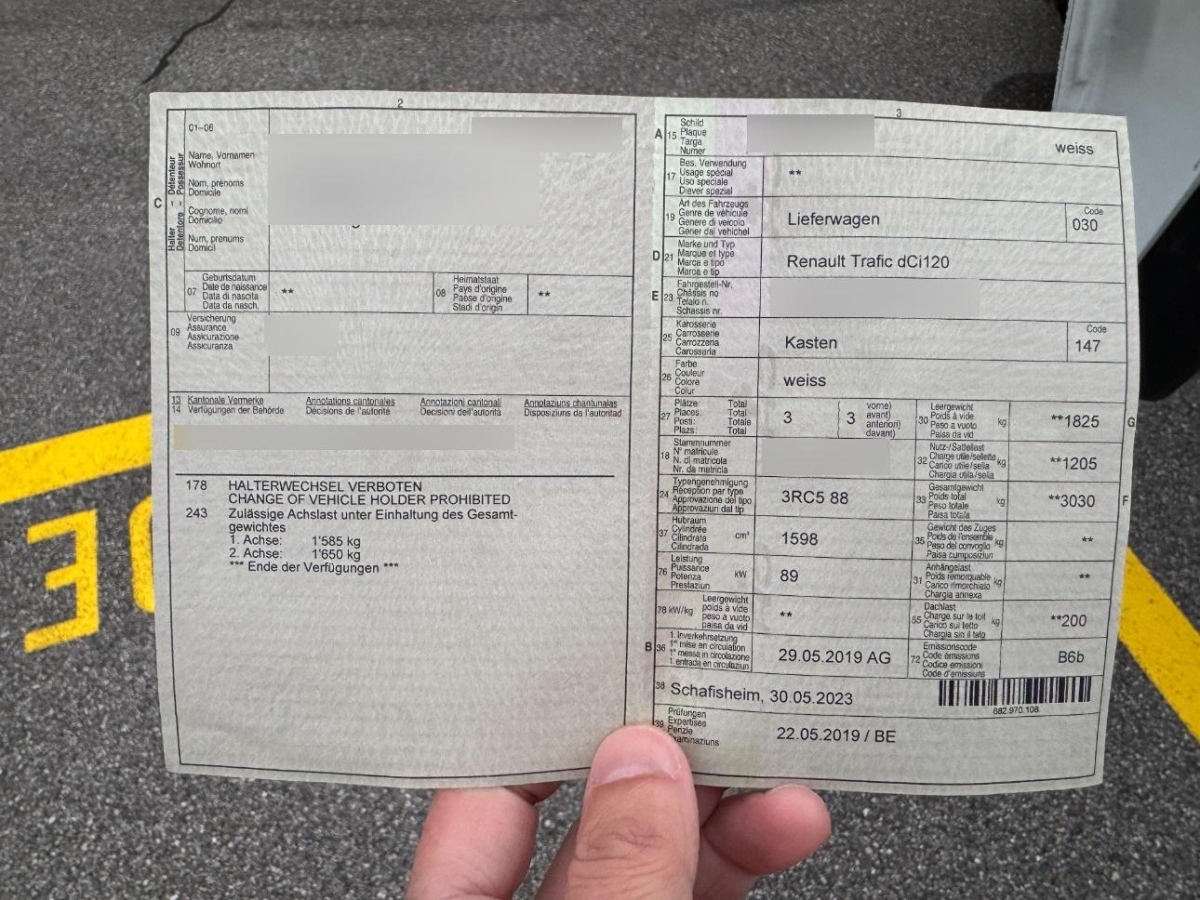 2
01–06
Name, Vornamen
Wohnort
Nom, prénoms
Domicile
Cognome, nomi
Domicilio
Num, prenums
Domicil
C
Halter - Détenteur
Detentore - Possessur
07
Geburtsdatum
Date de naissance
Data di nascita
Data da nasch.
**
08
Heimatstaat
Pays d'origine
Paese d'origine
Stadi d'origin
**
09
Versicherung
Assurance
Assicurazione
Assicuranza
13 Kantonale Vermerke Annotations cantonales Annotazioni cantonali Annotaziuns chantunalas
14 Verfügungen der Behörde Décisions de l'autorité Decisioni dell'autorità Disposiziuns da l'autoritad
178 HALTERWECHSEL VERBOTEN
CHANGE OF VEHICLE HOLDER PROHIBITED
243 Zulässige Achslast unter Einhaltung des Gesamt-
gewichtes
1. Achse: 1'585 kg
2. Achse: 1'650 kg
*** Ende der Verfügungen ***
3
A 15
Schild
Plaque
Targa
Numer
weiss
17
Bes. Verwendung
Usage spécial
Uso speciale
Diever spezial
**
19
Art des Fahrzeugs
Genre de véhicule
Genere di veicolo
Gener dal vehichel
Lieferwagen
Code
030
D 21
Marke und Typ
Marque et type
Marca e tipo
Marca e tip
Renault Trafic dCi120
E 23
Fahrgestell-Nr.
Châssis no
Telaio n.
Schassis nr.
25
Karosserie
Carrosserie
Carrozzeria
Carossaria
Kasten
Code
147
26
Farbe
Couleur
Colore
Colur
weiss
27
Plätze Total
Places Total
Posti: Totale
Plazs: Total
3
3
vorne)
avant)
anteriori)
davant)
30
Leergewicht
Poids à vide
Peso a vuoto
Paisa da vid
kg
**1825
G
18
Stammnummer
N° matricule
N. di matricola
Nr. da matricla
32
Nutz-/Sattellast
Charge utile/sellette
Carico utile/sella
Chargia utila/sella
kg
**1205
24
Typengenehmigung
Réception par type
Approvazione del tipo
Approvaziun dal tip
3RC5 88
33
Gesamtgewicht
Poids total
Peso totale
Paisa totala
kg
**3030
F
37
Hubraum
Cylindrée
Cilindrata
Cilindrada
cm³
1598
35
Gewicht des Zuges
Poids de l'ensemble
Peso del convoglio
Paisa cumposiziun
kg
**
76
Leistung
Puissance
Potenza
Prestaziun
kW
89
31
Anhängelast
Poids remorquable
Carico rimorchiato
Chargia annexa
kg
**
78 kW/kg
Leergewicht
poids à vide
peso a vuoto
paisa da vid
**
55
Dachlast
Charge sur le toit
Carico sul tetto
Chargia sin il tetg
kg
**200
B 36
1. Inverkehrsetzung
1re mise en circulation
1a messa in circolazione
1. entrada en circulaziun
29.05.2019 AG
72
Emissionscode
Code émissions
Codice emissioni
Code d'emissiuns
B6b
38 Schafisheim, 30.05.2023
882.970.108
39
Prüfungen
Expertises
Perizie
22.05.2019 / BE